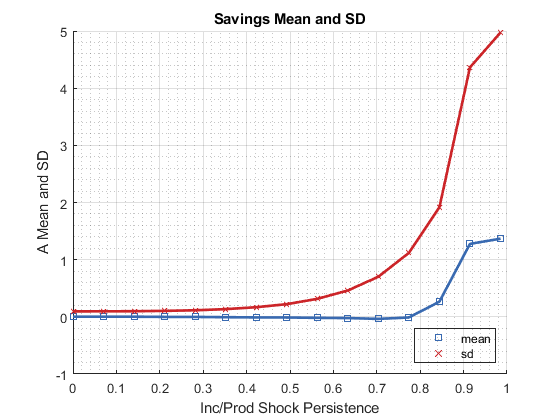 Savings Mean and SD
5
4
3
2
1
0
-1
A Mean and SD
0 0.1 0.2 0.3 0.4 0.5 0.6 0.7 0.8 0.9 1
Inc/Prod Shock Persistence
mean
sd